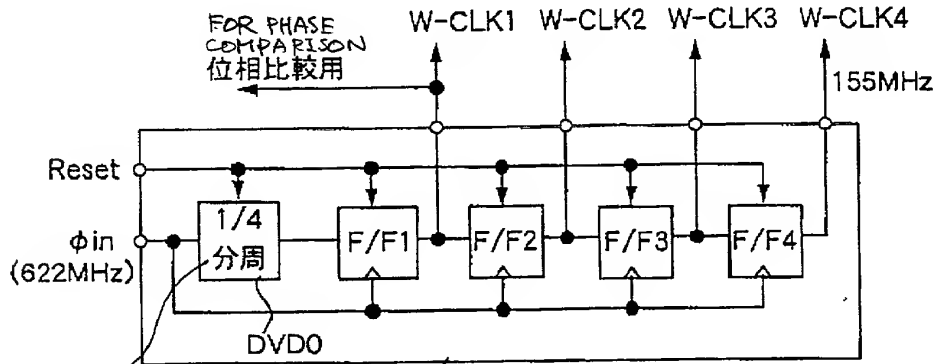 FOR PHASE COMPARISON
位相比較用
W-CLK1 W-CLK2 W-CLK3 W-CLK4
155MHz
Reset
φin
(622MHz)
1/4
分周
F/F1 F/F2 F/F3 F/F4
DVD0